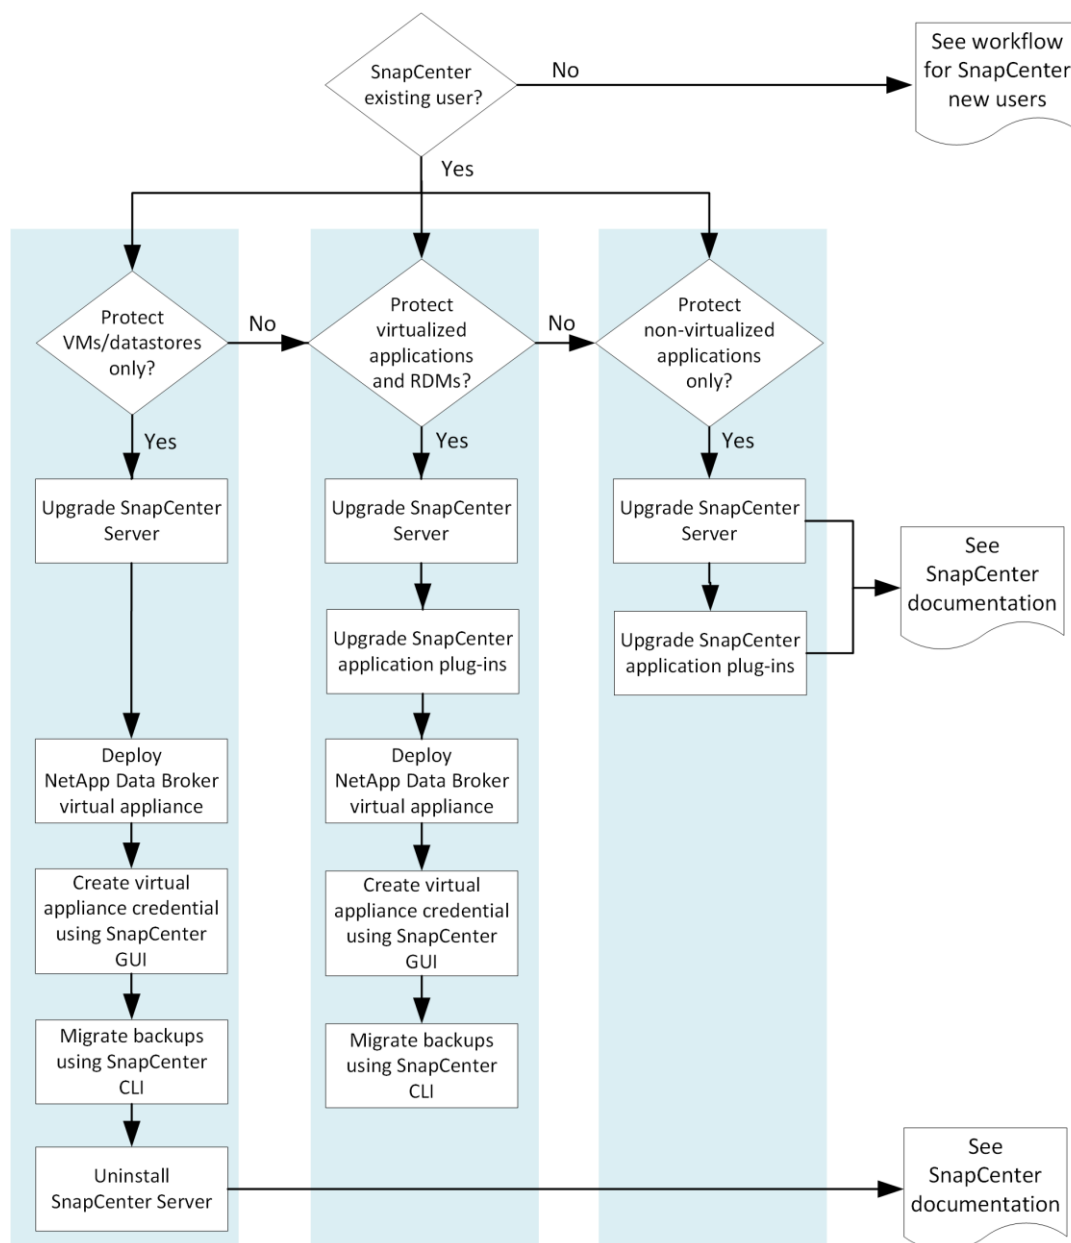 SnapCenter
existing user?
No
See workflow
for SnapCenter
new users
Yes
Protect
VMs/datastores
only?
No
Protect
virtualized
applications
and RDMs?
No
Protect
non-virtualized
applications
only?
Yes
Yes
Yes
Upgrade SnapCenter
Server
Upgrade SnapCenter
Server
Upgrade SnapCenter
Server
See
SnapCenter
documentation
Upgrade SnapCenter
application plug-ins
Upgrade SnapCenter
application plug-ins
Deploy
NetApp Data Broker
virtual appliance
Deploy
NetApp Data Broker
virtual appliance
Create virtual
appliance credential
using SnapCenter
GUI
Create virtual
appliance credential
using SnapCenter
GUI
Migrate backups
using SnapCenter
CLI
Migrate backups
using SnapCenter
CLI
Uninstall
SnapCenter Server
See
SnapCenter
documentation